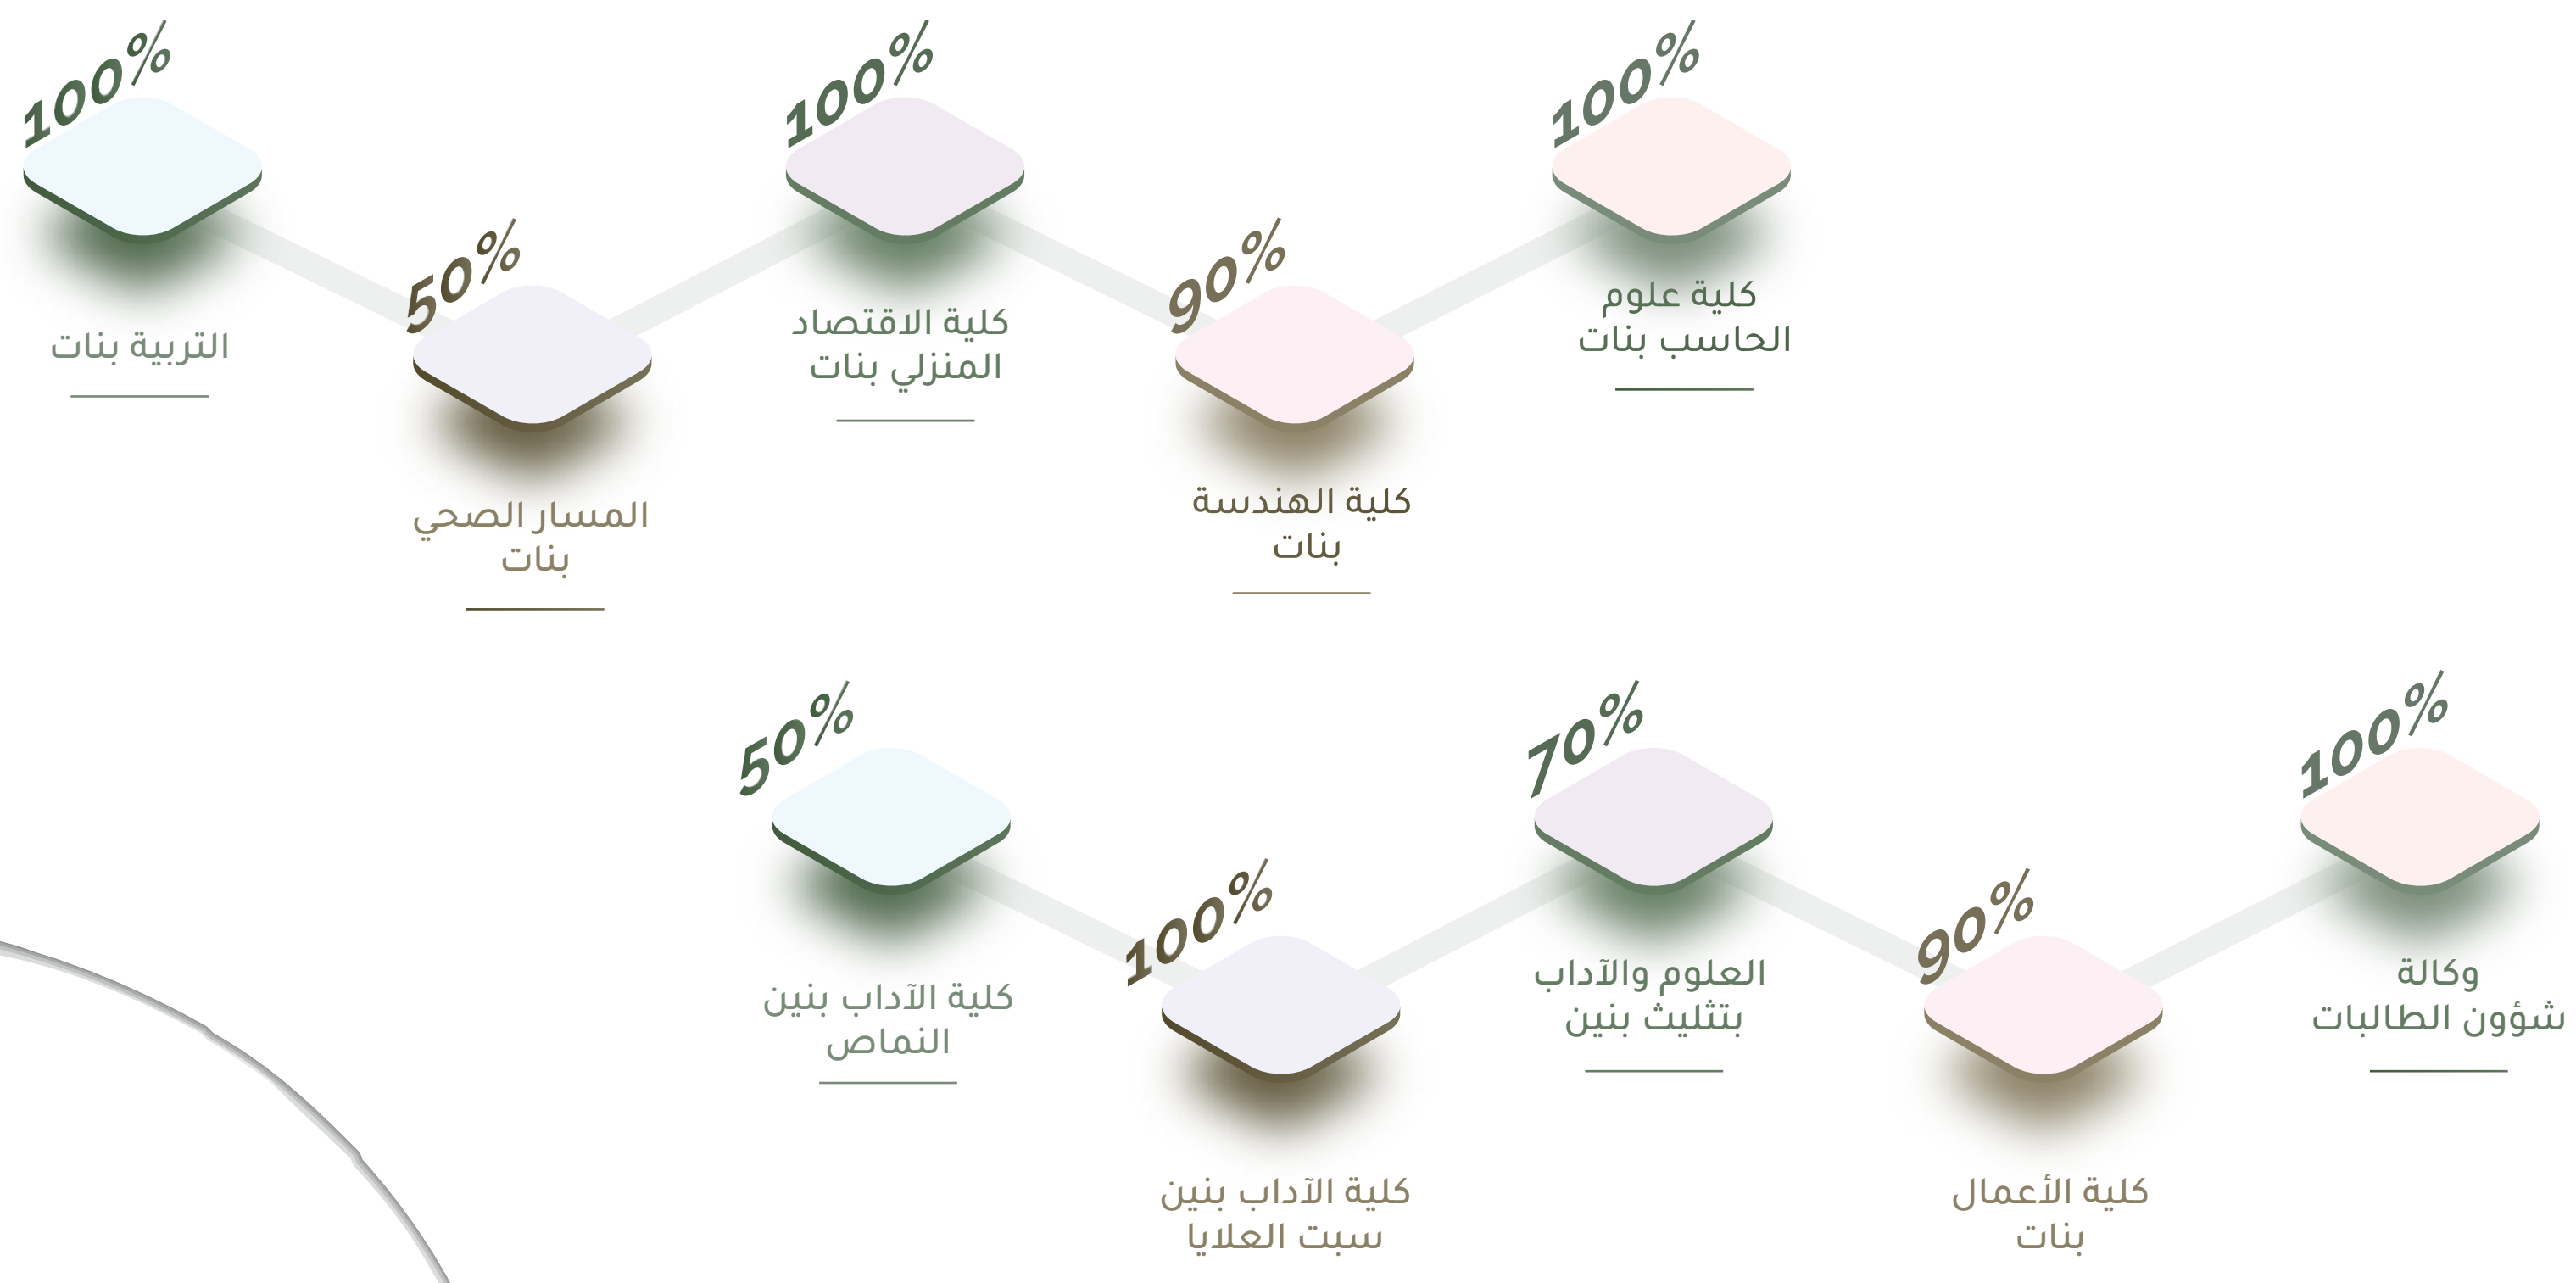 100%
كلية علوم
الحاسب بنات
90%
كلية الهندسة
بنات
100%
كلية الاقتصاد
المنزلي بنات
50%
المسار الصحي
بنات
100%
التربية بنات
100%
وكالة
شؤون الطالبات
90%
كلية الأعمال
بنات
70%
العلوم والآداب
بتثليث بنين
100%
كلية الآداب بنين
سبت العلايا
50%
كلية الآداب بنين
النماص